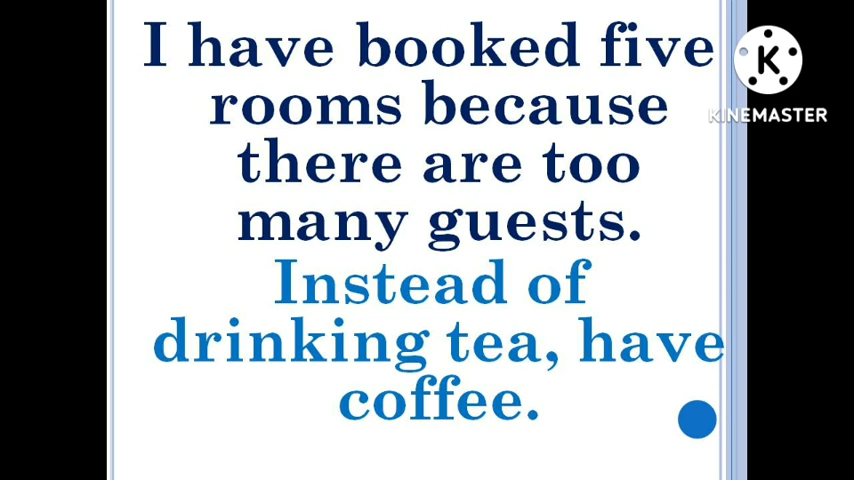 I have booked five
rooms because
there are too
many guests.
Instead of
drinking tea, have
coffee.
K
KINEMASTER